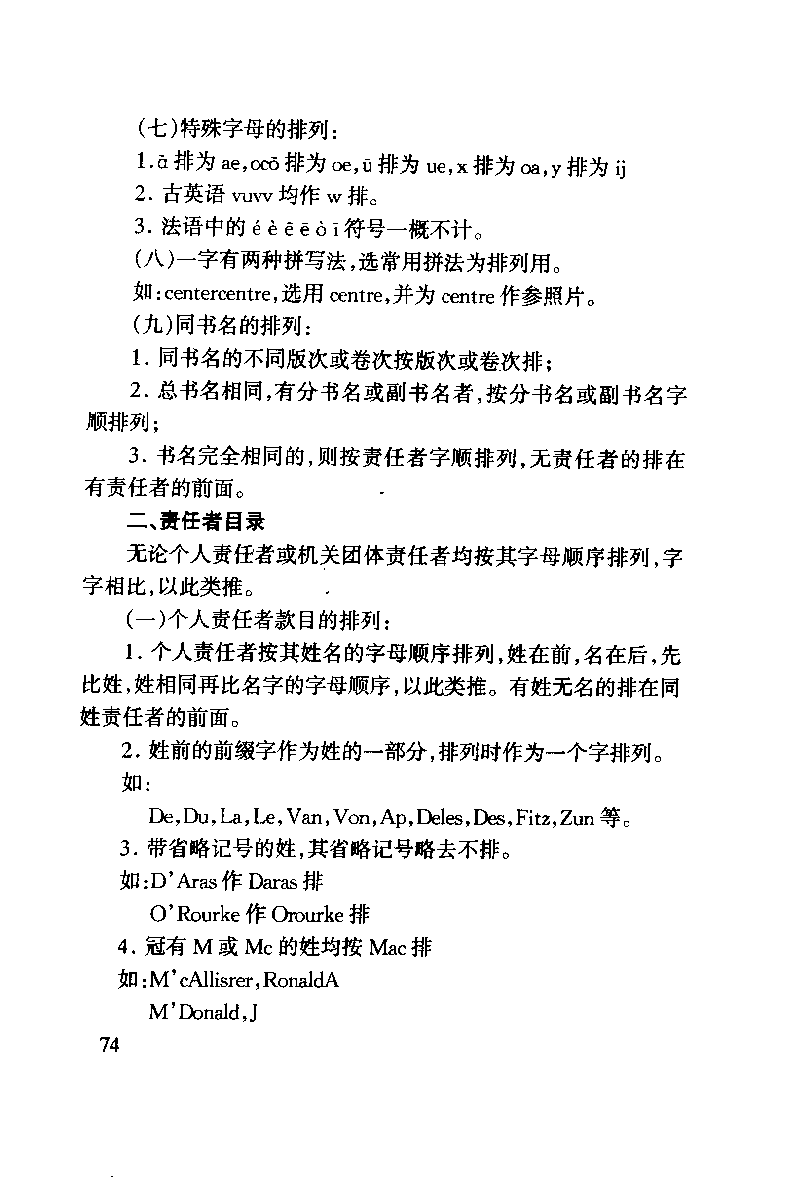 (七)特殊字母的排列:
1.ā排为 ae,ocō 排为 oe,ū 排为 ue,x 排为 oa,y 排为 ij
2. 古英语 vuvv 均作 w 排。
3. 法语中的 é è ē ē ò ī 符号一概不计。
(八)一字有两种拼写法,选常用拼法为排列用。
如:centercentre,选用 centre,并为 centre 作参照片。
(九)同书名的排列:
1. 同书名的不同版次或卷次按版次或卷次排;
2. 总书名相同,有分书名或副书名者,按分书名或副书名字
顺排列;
3. 书名完全相同的,则按责任者字顺排列,无责任者的排在
有责任者的前面。
二、责任者目录
无论个人责任者或机关团体责任者均按其字母顺序排列,字
字相比,以此类推。
(一)个人责任者款目的排列:
1. 个人责任者按其姓名的字母顺序排列,姓在前,名在后,先
比姓,姓相同再比名字的字母顺序,以此类推。有姓无名的排在同
姓责任者的前面。
2. 姓前的前缀字作为姓的一部分,排列时作为一个字排列。
如:
De,Du,La,Le,Van,Von,Ap,Deles,Des,Fitz,Zun 等。
3. 带省略记号的姓,其省略记号略去不排。
如:D'Aras 作 Daras 排
O'Rourke 作 Orourke 排
4. 冠有 M 或 Mc 的姓均按 Mac 排
如:M'cAllisrer,RonaldA
M'Donald,J
74